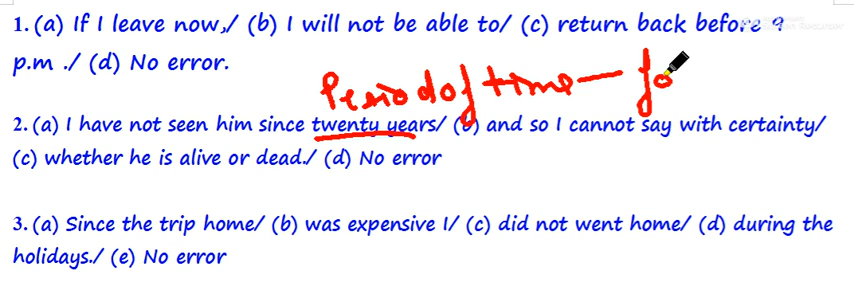 1. (a) If I leave now,/ (b) I will not be able to/ (c) return back before 9
p.m ./ (d) No error.
Period of time — fo
2. (a) I have not seen him since twenty years/ (b) and so I cannot say with certainty/
(c) whether he is alive or dead./ (d) No error
3. (a) Since the trip home/ (b) was expensive I/ (c) did not went home/ (d) during the
holidays./ (e) No error